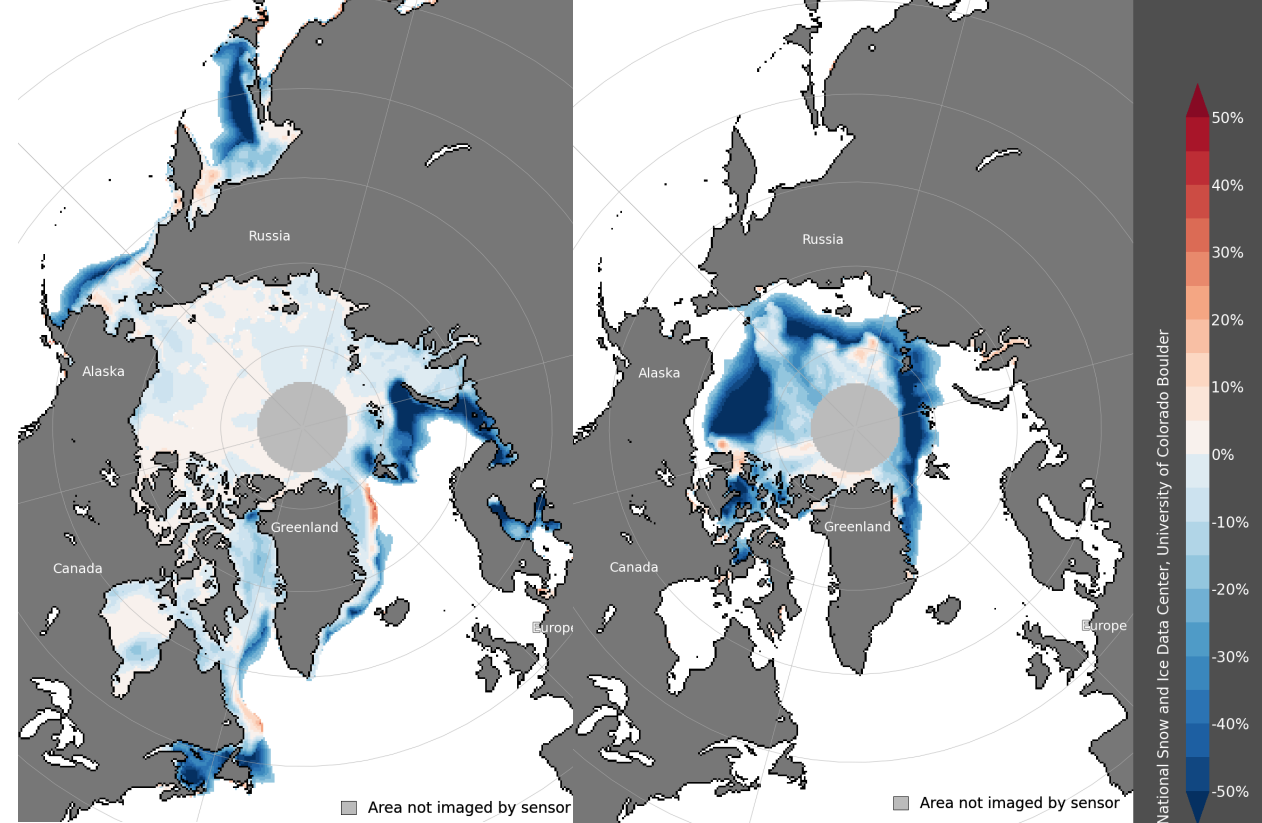 Russia
Alaska
Greenland
Canada
Europe
Area not imaged by sensor
Russia
Alaska
Greenland
Canada
Europe
Area not imaged by sensor
50%
40%
30%
20%
10%
0%
-10%
-20%
-30%
-40%
-50%
National Snow and Ice Data Center, University of Colorado Boulder